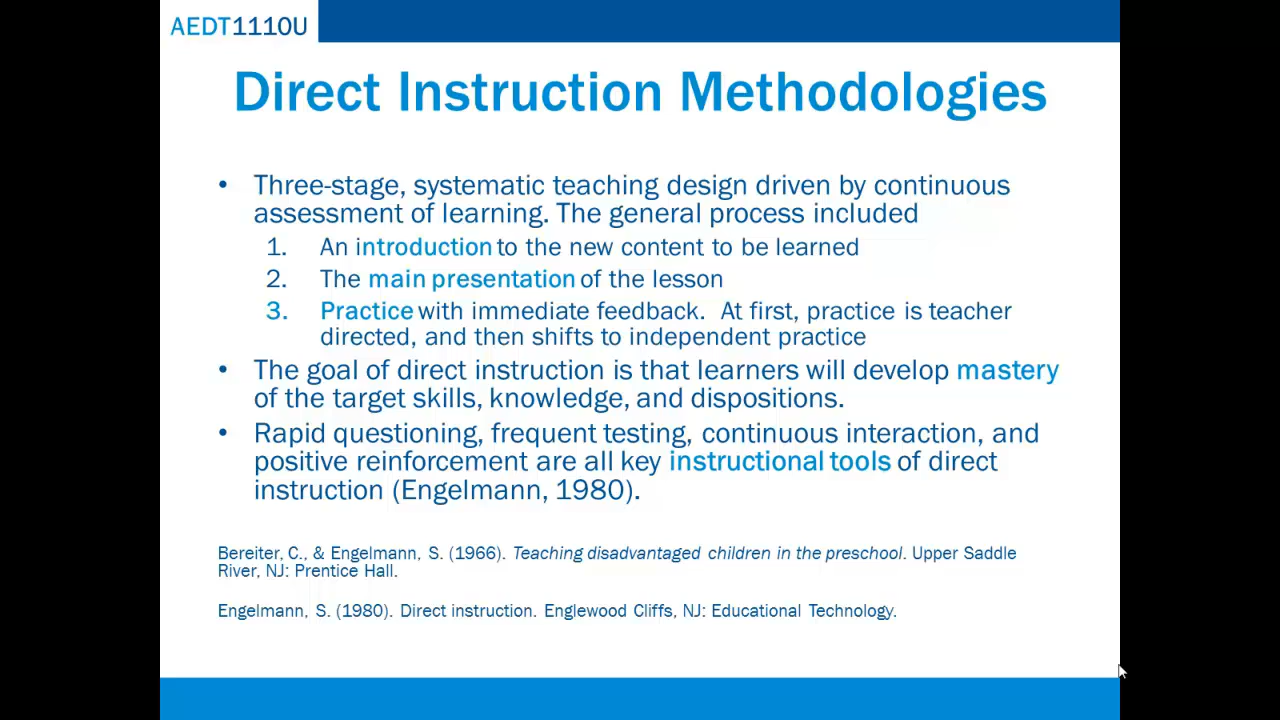 AEDT1110U
Direct Instruction Methodologies
• Three-stage, systematic teaching design driven by continuous
assessment of learning. The general process included
1. An introduction to the new content to be learned
2. The main presentation of the lesson
3. Practice with immediate feedback. At first, practice is teacher
directed, and then shifts to independent practice
• The goal of direct instruction is that learners will develop mastery
of the target skills, knowledge, and dispositions.
• Rapid questioning, frequent testing, continuous interaction, and
positive reinforcement are all key instructional tools of direct
instruction (Engelmann, 1980).
Bereiter, C., & Engelmann, S. (1966). Teaching disadvantaged children in the preschool. Upper Saddle
River, NJ: Prentice Hall.
Engelmann, S. (1980). Direct instruction. Englewood Cliffs, NJ: Educational Technology.